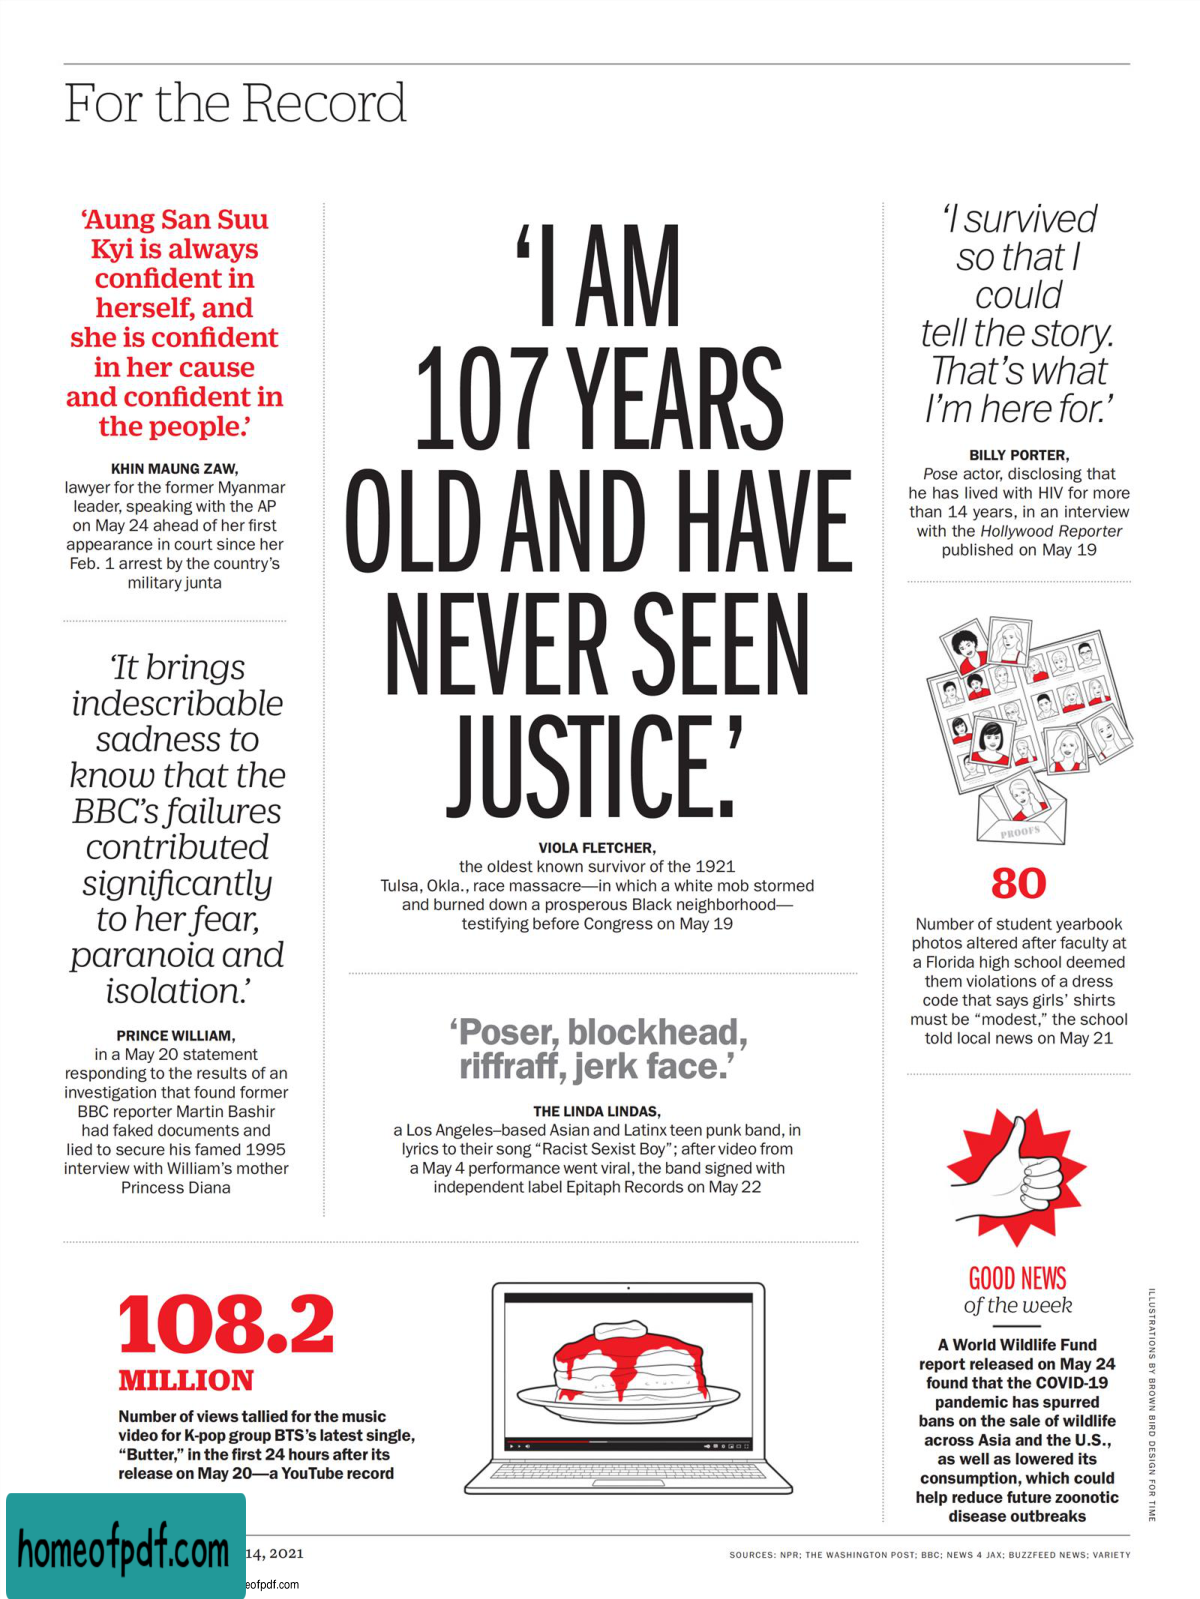 For the Record
‘Aung San Suu
Kyi is always
confident in
herself, and
she is confident
in her cause
and confident in
the people.’
KHIN MAUNG ZAW,
lawyer for the former Myanmar
leader, speaking with the AP
on May 24 ahead of her first
appearance in court since her
Feb. 1 arrest by the country’s
military junta
‘It brings
indescribable
sadness to
know that the
BBC’s failures
contributed
significantly
to her fear,
paranoia and
isolation.’
PRINCE WILLIAM,
in a May 20 statement
responding to the results of an
investigation that found former
BBC reporter Martin Bashir
had faked documents and
lied to secure his famed 1995
interview with William’s mother
Princess Diana
‘I AM
107 YEARS
OLD AND HAVE
NEVER SEEN
JUSTICE.’
VIOLA FLETCHER,
the oldest known survivor of the 1921
Tulsa, Okla., race massacre—in which a white mob stormed
and burned down a prosperous Black neighborhood—
testifying before Congress on May 19
‘Poser, blockhead,
riffraff, jerk face.’
THE LINDA LINDAS,
a Los Angeles–based Asian and Latinx teen punk band, in
lyrics to their song “Racist Sexist Boy”; after video from
a May 4 performance went viral, the band signed with
independent label Epitaph Records on May 22
108.2
MILLION
Number of views tallied for the music
video for K-pop group BTS’s latest single,
“Butter,” in the first 24 hours after its
release on May 20—a YouTube record
‘I survived
so that I
could
tell the story.
That’s what
I’m here for.’
BILLY PORTER,
Pose actor, disclosing that
he has lived with HIV for more
than 14 years, in an interview
with the Hollywood Reporter
published on May 19
PROOFS
80
Number of student yearbook
photos altered after faculty at
a Florida high school deemed
them violations of a dress
code that says girls’ shirts
must be “modest,” the school
told local news on May 21
GOOD NEWS
of the week
A World Wildlife Fund
report released on May 24
found that the COVID-19
pandemic has spurred
bans on the sale of wildlife
across Asia and the U.S.,
as well as lowered its
consumption, which could
help reduce future zoonotic
disease outbreaks
ILLUSTRATIONS BY BROWN BIRD DESIGN FOR TIME
homeofpdf.com
14, 2021
SOURCES: NPR; THE WASHINGTON POST; BBC; NEWS 4 JAX; BUZZFEED NEWS; VARIETY
eofpdf.com